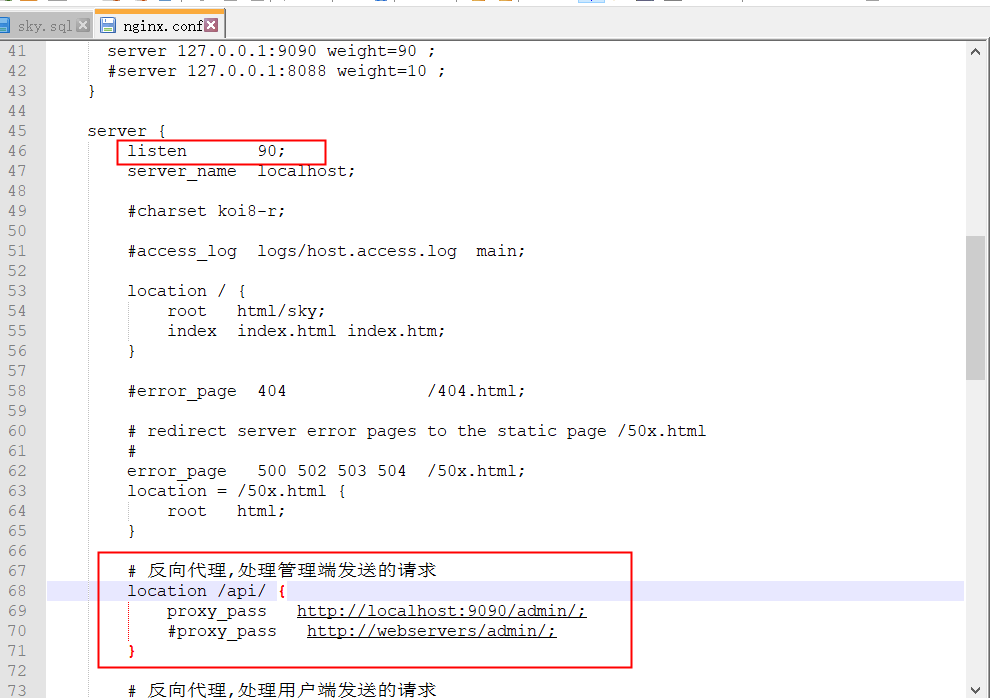 sky.sql
nginx.conf
41 server 127.0.0.1:9090 weight=90 ;
42 #server 127.0.0.1:8088 weight=10 ;
43 }
44
45 server {
46 listen 90;
47 server_name localhost;
48
49 #charset koi8-r;
50
51 #access_log logs/host.access.log main;
52
53 location / {
54 root html/sky;
55 index index.html index.htm;
56 }
57
58 #error_page 404 /404.html;
59
60 # redirect server error pages to the static page /50x.html
61 #
62 error_page 500 502 503 504 /50x.html;
63 location = /50x.html {
64 root html;
65 }
66
67 # 反向代理,处理管理端发送的请求
68 location /api/ {
69 proxy_pass http://localhost:9090/admin/;
70 #proxy_pass http://webservers/admin/;
71 }
72
73 # 反向代理,处理用户端发送的请求